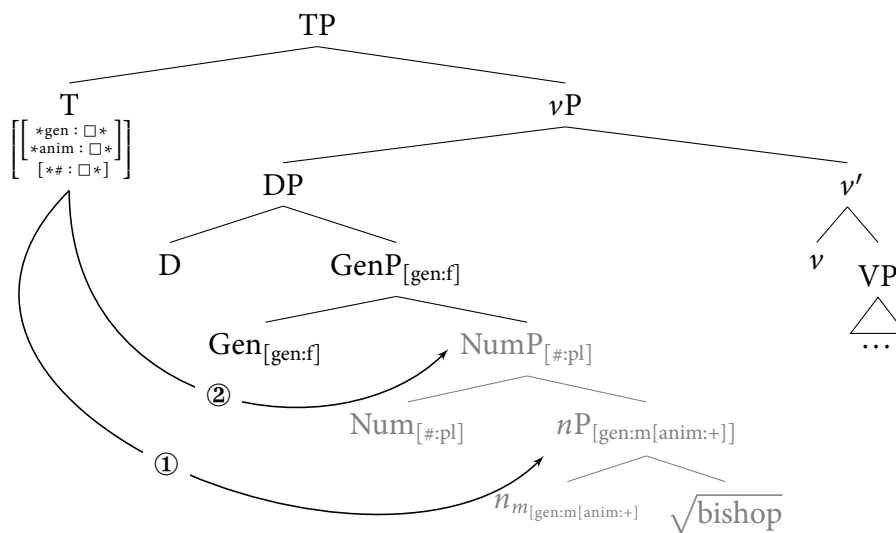 TP
T
vP
[[*gen : □*
*anim : □*]
[*# : □*]]
DP
v′
D
GenP[gen:f]
v
VP
Gen[gen:f]
NumP[#:pl]
...
②
Num[#:pl]
nP[gen:m[anim:+]]
①
nm[gen:m[anim:+]
√bishop